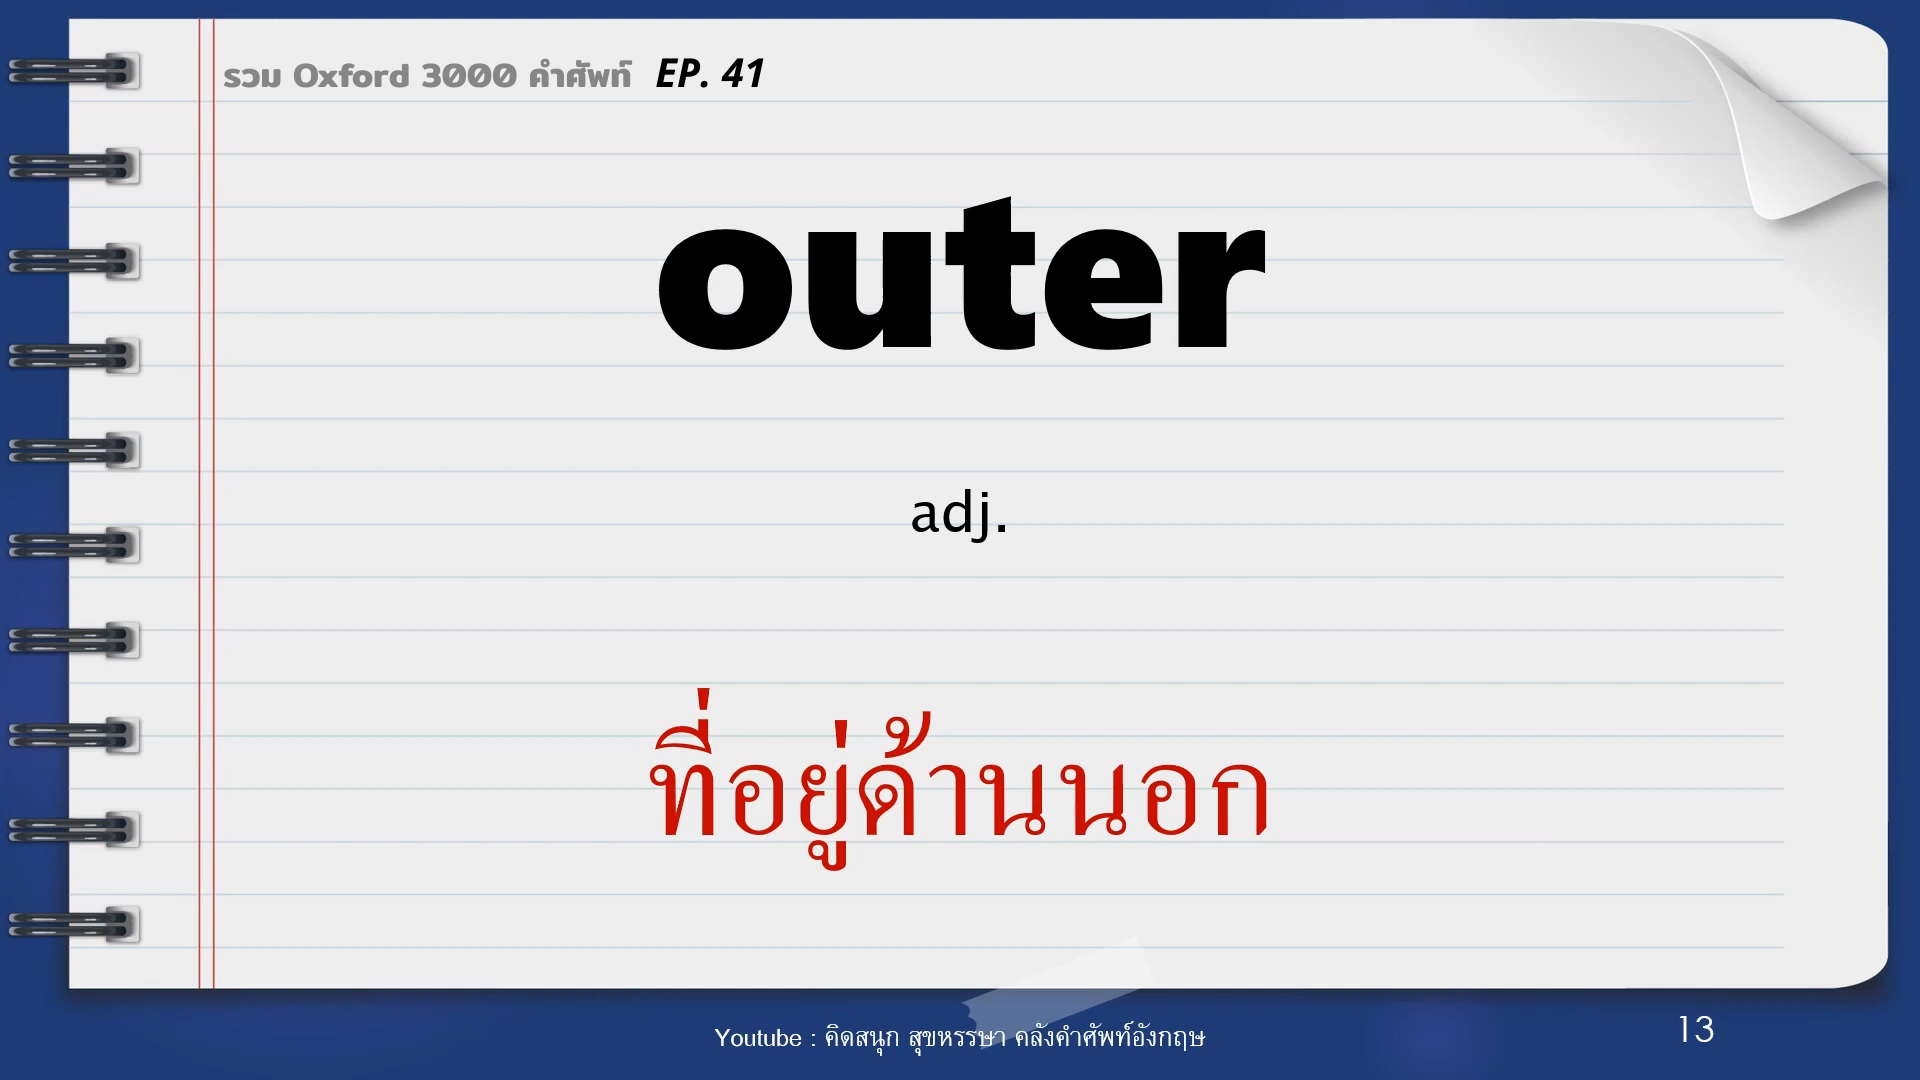 รวม Oxford 3000 คำศัพท์ EP. 41
outer
adj.
ที่อยู่ด้านนอก
Youtube : คิดสนุก สุขหรรษา คลังคำศัพท์อังกฤษ
13